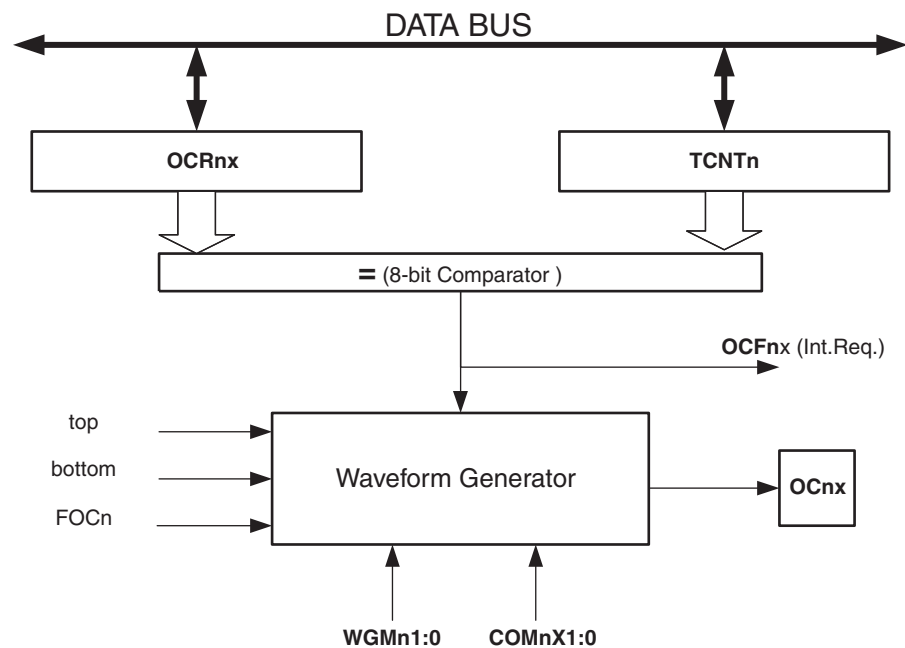 DATA BUS
OCRnx
TCNTn
= (8-bit Comparator )
OCFnx (Int.Req.)
top
bottom
FOCn
Waveform Generator
OCnx
WGMn1:0
COMnX1:0